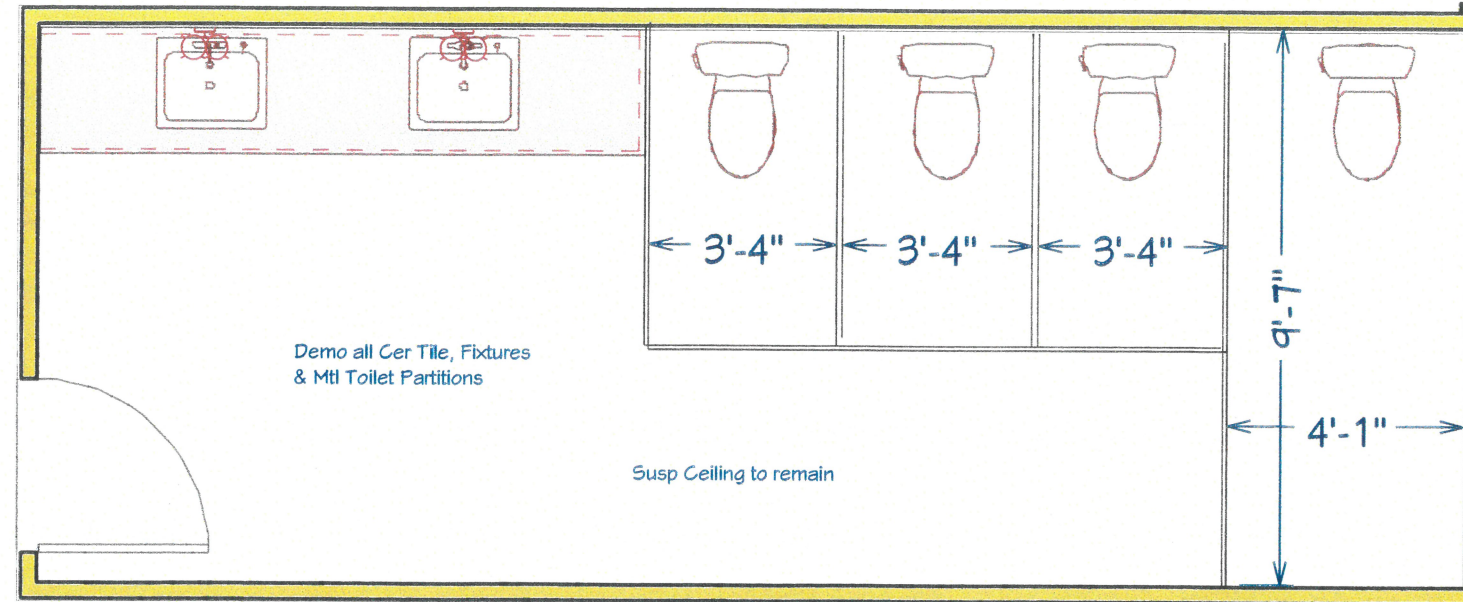 3'-4"
3'-4"
3'-4"
9'-7"
Demo all Cer Tile, Fixtures
& Mtl Toilet Partitions
4'-1"
Susp Ceiling to remain